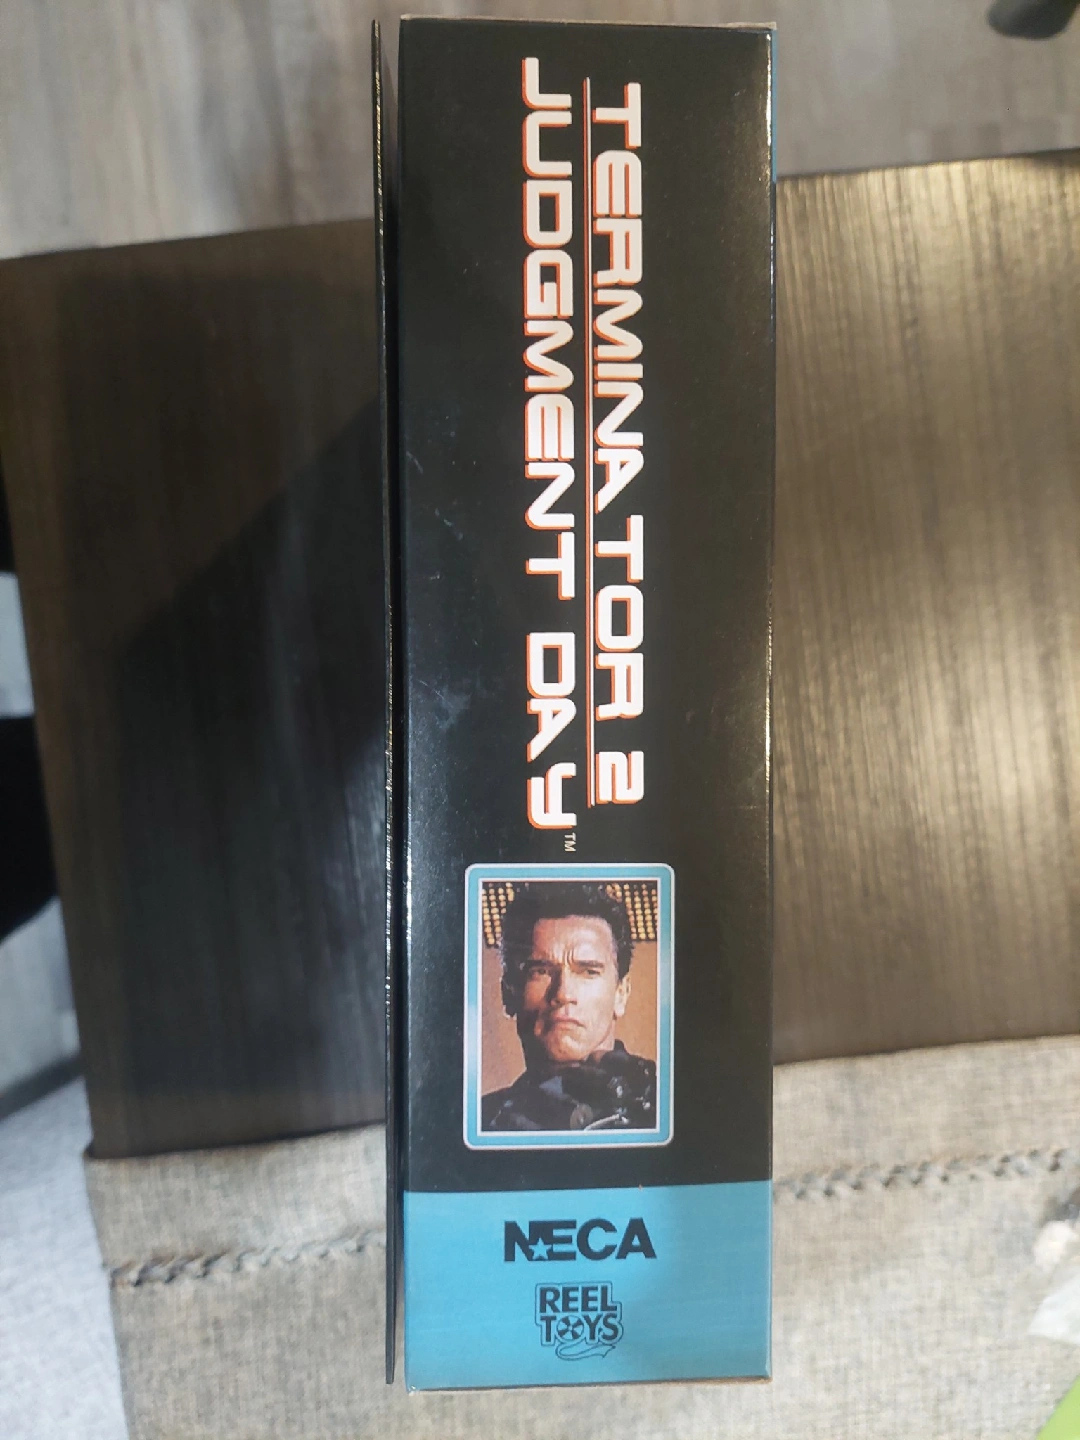 TERMINATOR 2
JUDGMENT DAY™
NECA
REEL
TOYS